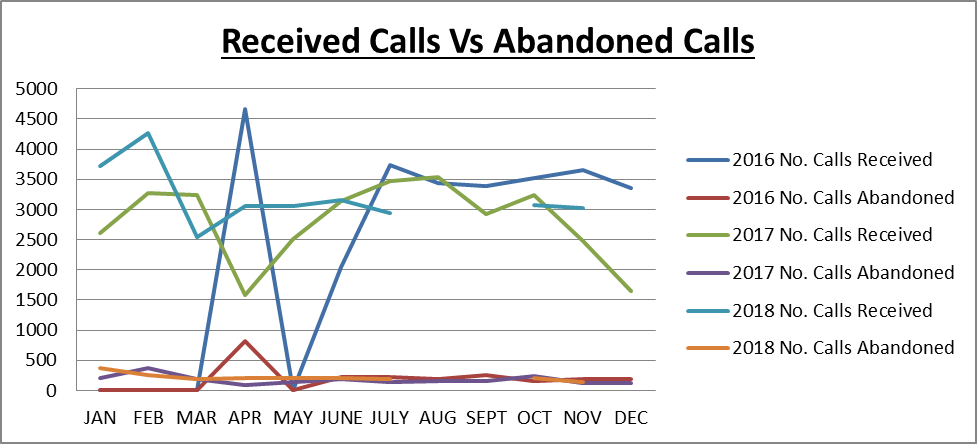 Received Calls Vs Abandoned Calls
5000
4500
4000
3500
3000
2500
2000
1500
1000
500
0
JAN FEB MAR APR MAY JUNE JULY AUG SEPT OCT NOV DEC
2016 No. Calls Received
2016 No. Calls Abandoned
2017 No. Calls Received
2017 No. Calls Abandoned
2018 No. Calls Received
2018 No. Calls Abandoned